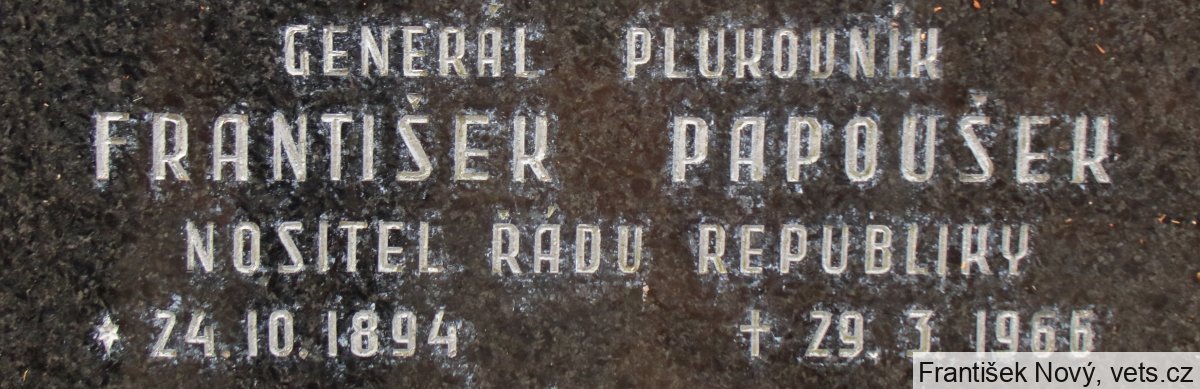 GENERÁL PLUKOVNÍK
FRANTIŠEK PAPOUŠEK
NOSITEL ŘÁDU REPUBLIKY
* 24.10.1894 † 29. 3. 1966
František Nový, vets.cz